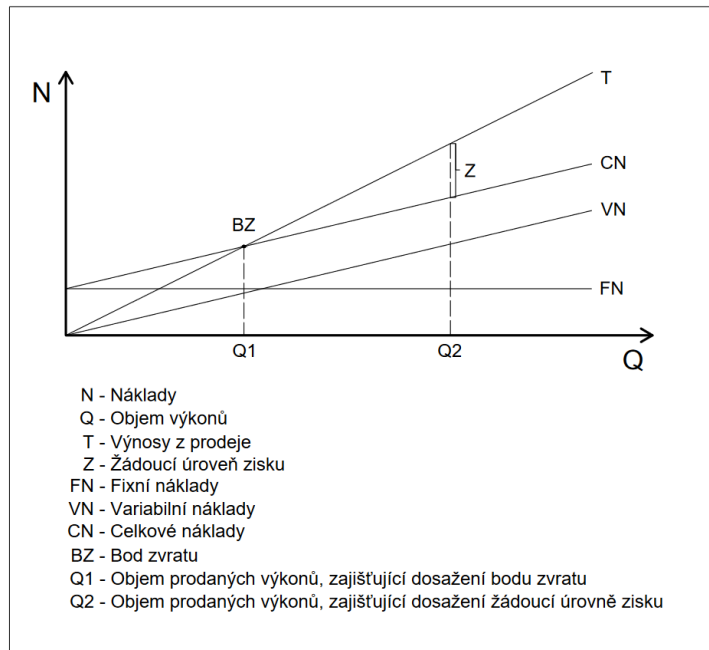 N
T
CN
Z
VN
BZ
FN
Q1
Q2
Q
N - Náklady
Q - Objem výkonů
T - Výnosy z prodeje
Z - Žádoucí úroveň zisku
FN - Fixní náklady
VN - Variabilní náklady
CN - Celkové náklady
BZ - Bod zvratu
Q1 - Objem prodaných výkonů, zajišťující dosažení bodu zvratu
Q2 - Objem prodaných výkonů, zajišťující dosažení žádoucí úrovně zisku